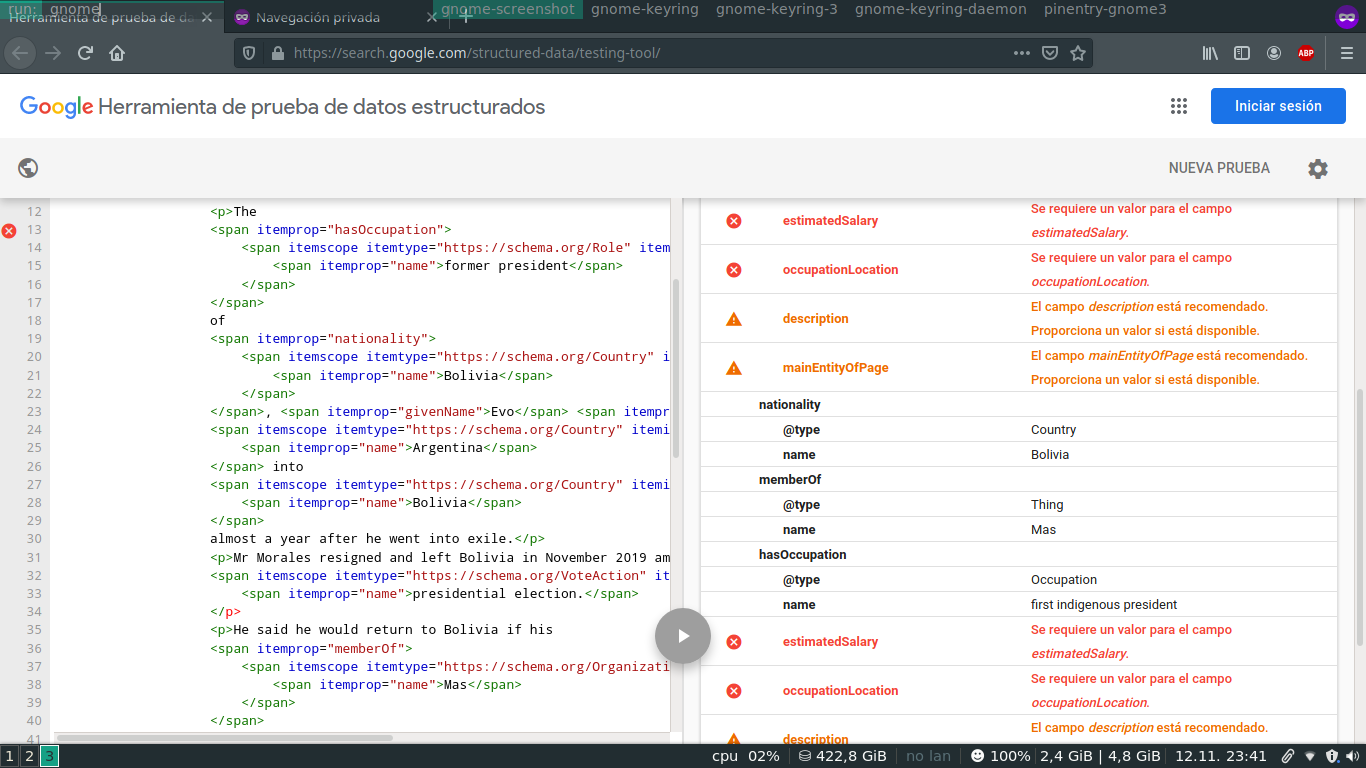 run: gnome gnome-screenshot gnome-keyring gnome-keyring-3 gnome-keyring-daemon pinentry-gnome3
Herramienta de prueba de da Navegación privada
https://search.google.com/structured-data/testing-tool/
ABP
Google Herramienta de prueba de datos estructurados
Iniciar sesión
NUEVA PRUEBA
12 <p>The
13 <span itemprop="hasOccupation">
14 <span itemscope itemtype="https://schema.org/Role" item
15 <span itemprop="name">former president</span>
16 </span>
17 </span>
18 of
19 <span itemprop="nationality">
20 <span itemscope itemtype="https://schema.org/Country" i
21 <span itemprop="name">Bolivia</span>
22 </span>
23 </span>, <span itemprop="givenName">Evo</span> <span itempr
24 <span itemscope itemtype="https://schema.org/Country" itemi
25 <span itemprop="name">Argentina</span>
26 </span> into
27 <span itemscope itemtype="https://schema.org/Country" itemi
28 <span itemprop="name">Bolivia</span>
29 </span>
30 almost a year after he went into exile.</p>
31 <p>Mr Morales resigned and left Bolivia in November 2019 am
32 <span itemscope itemtype="https://schema.org/VoteAction" it
33 <span itemprop="name">presidential election.</span>
34 </p>
35 <p>He said he would return to Bolivia if his
36 <span itemprop="memberOf">
37 <span itemscope itemtype="https://schema.org/Organizati
38 <span itemprop="name">Mas</span>
39 </span>
40 </span>
41
estimatedSalary Se requiere un valor para el campo
estimatedSalary.
occupationLocation Se requiere un valor para el campo
occupationLocation.
description El campo description está recomendado.
Proporciona un valor si está disponible.
mainEntityOfPage El campo mainEntityOfPage está recomendado.
Proporciona un valor si está disponible.
nationality
@type Country
name Bolivia
memberOf
@type Thing
name Mas
hasOccupation
@type Occupation
name first indigenous president
estimatedSalary Se requiere un valor para el campo
estimatedSalary.
occupationLocation Se requiere un valor para el campo
occupationLocation.
description El campo description está recomendado.
1 2 3 cpu 02% 422,8 GiB no lan 100% 2,4 GiB | 4,8 GiB 12.11. 23:41